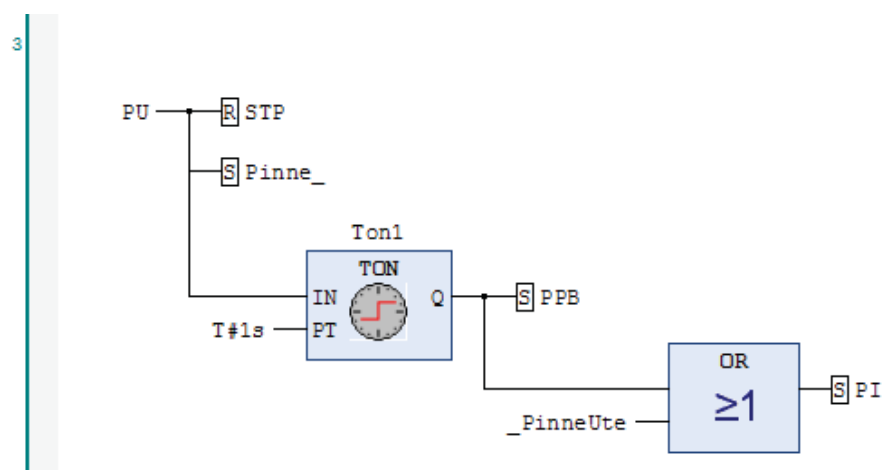 3
PU
R STP
S Pinne_
Ton1
TON
IN Q
S PPB
T#1s PT
OR
≥1
S PI
_PinneUte